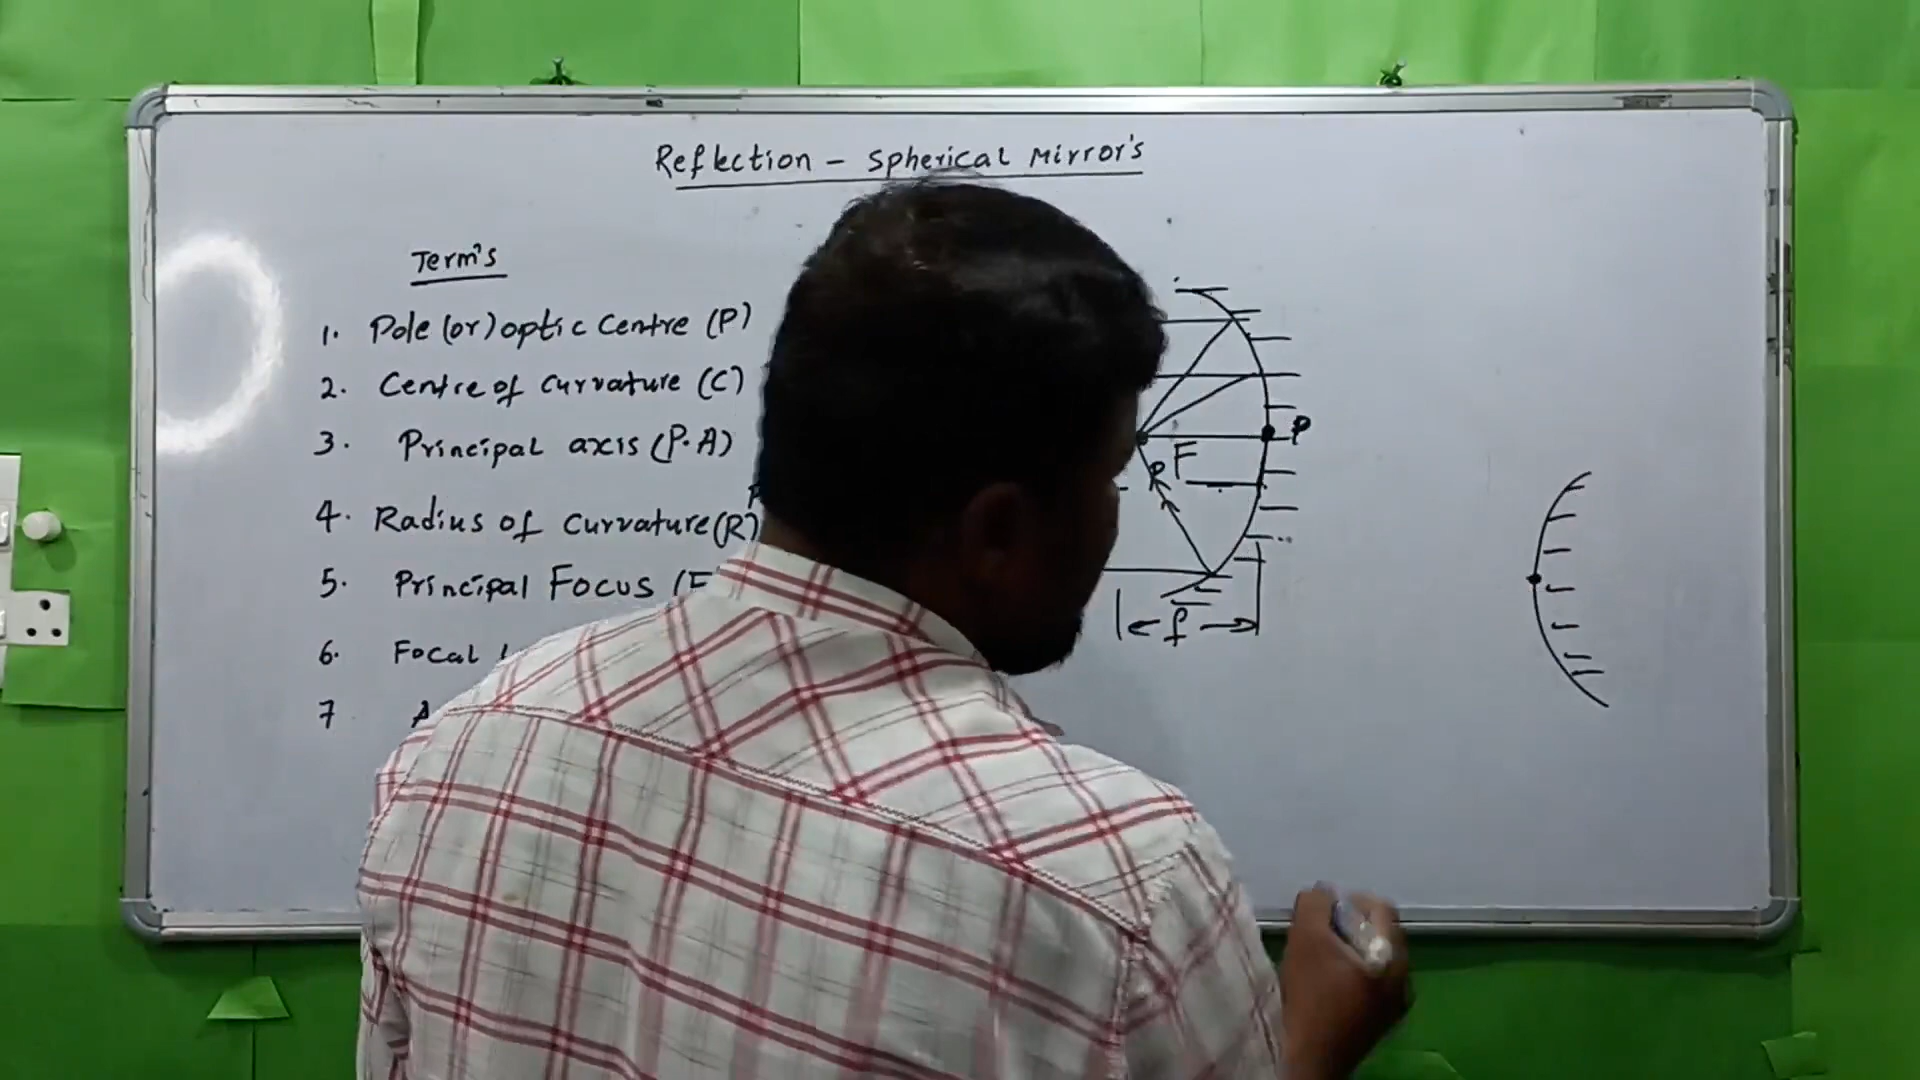 Reflection - Spherical Mirror's
Term's
1. Pole (or) optic Centre (P)
2. Centre of Curvature (C)
3. Principal axis (P.A)
4. Radius of Curvature (R)
5. Principal Focus (F
6. Focal
7
P
F
R
f